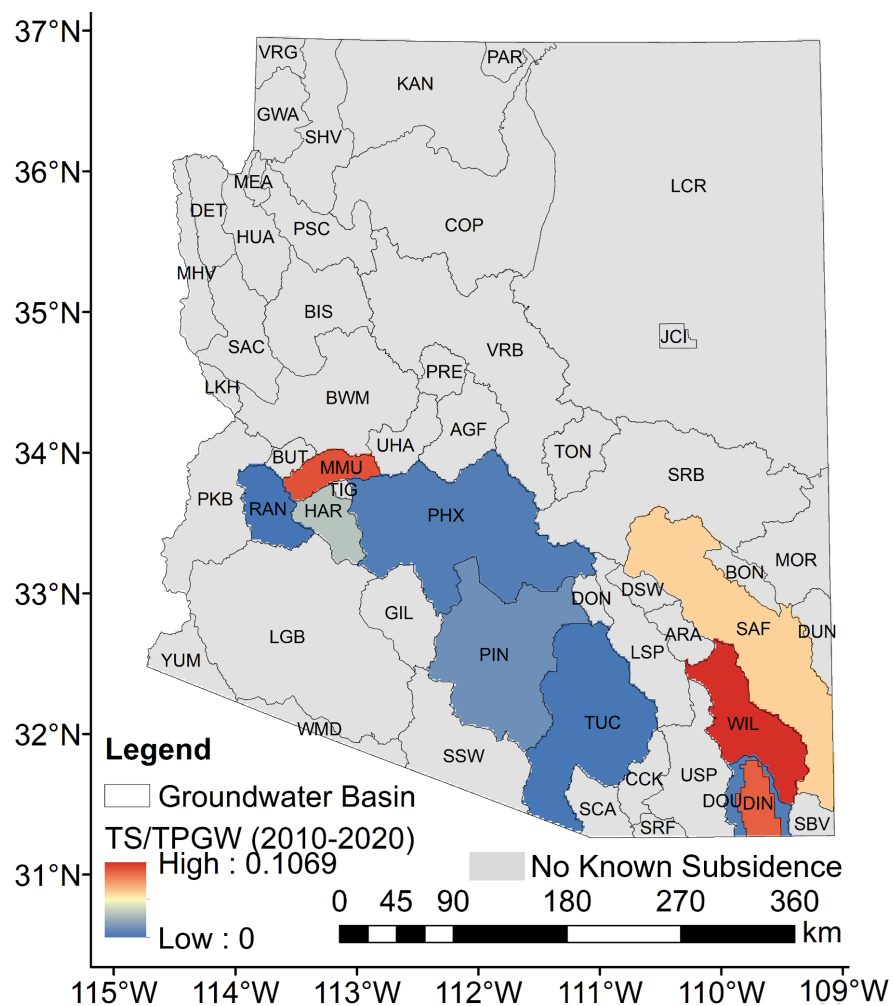 37°N
VRG
PAR
KAN
GWA
SHV
36°N
MEA
LCR
DET
COP
PSC
HUA
MHV
35°N
BIS
JCI
SAC
VRB
PRE
LKH
BWM
AGF
UHA
34°N
BUT
TON
MMU
SRB
TIG
PKB
RAN
HAR
PHX
MOR
BON
33°N
DSW
DON
GIL
SAF
DUN
ARA
LGB
LSP
PIN
YUM
TUC
WIL
WMD
32°N
SSW
CCK
USP
DOU
DIN
SCA
SBV
SRF
Legend
Groundwater Basin
TS/TPGW (2010-2020)
High : 0.1069
Low : 0
No Known Subsidence
31°N
0 45 90 180 270 360
km
115°W 114°W 113°W 112°W 111°W 110°W 109°W